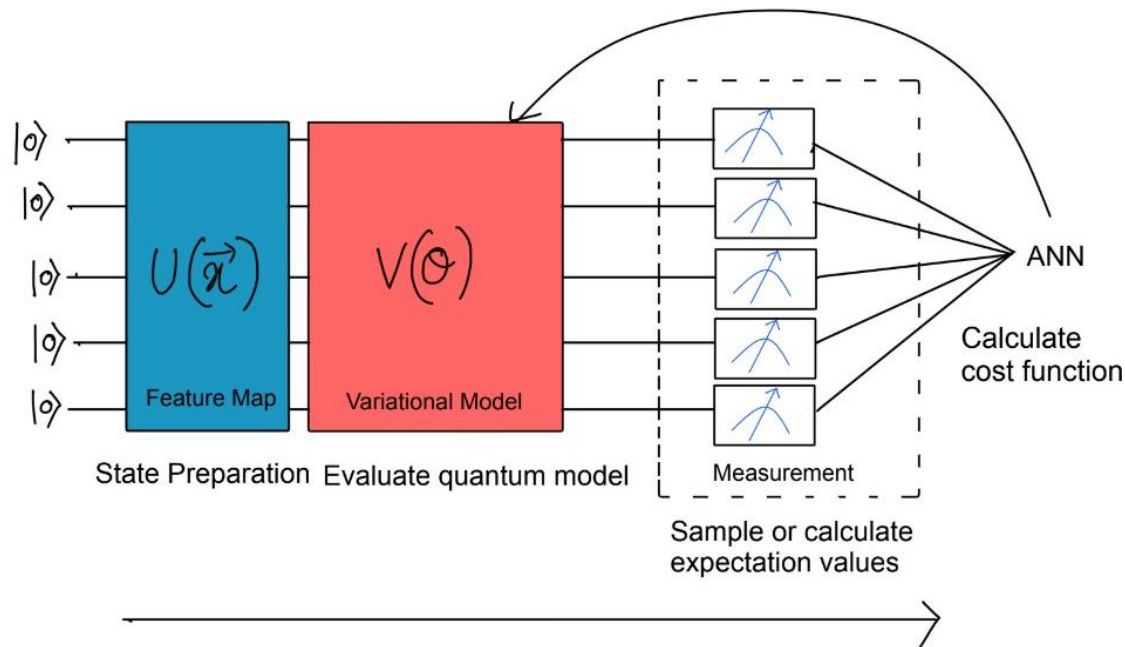 |0⟩
|0⟩
|0⟩
|0⟩
|0⟩
U(x⃗)
Feature Map
State Preparation
V(θ)
Variational Model
Evaluate quantum model
Measurement
Sample or calculate
expectation values
ANN
Calculate
cost function